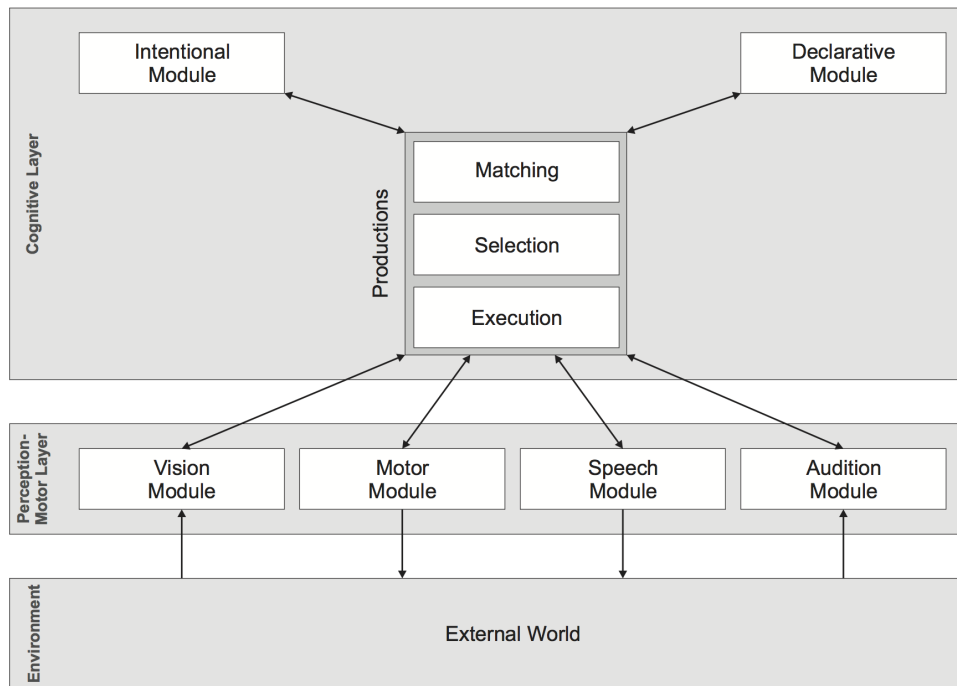 Cognitive Layer
Intentional
Module
Declarative
Module
Productions
Matching
Selection
Execution
Perception-
Motor Layer
Vision
Module
Motor
Module
Speech
Module
Audition
Module
Environment
External World